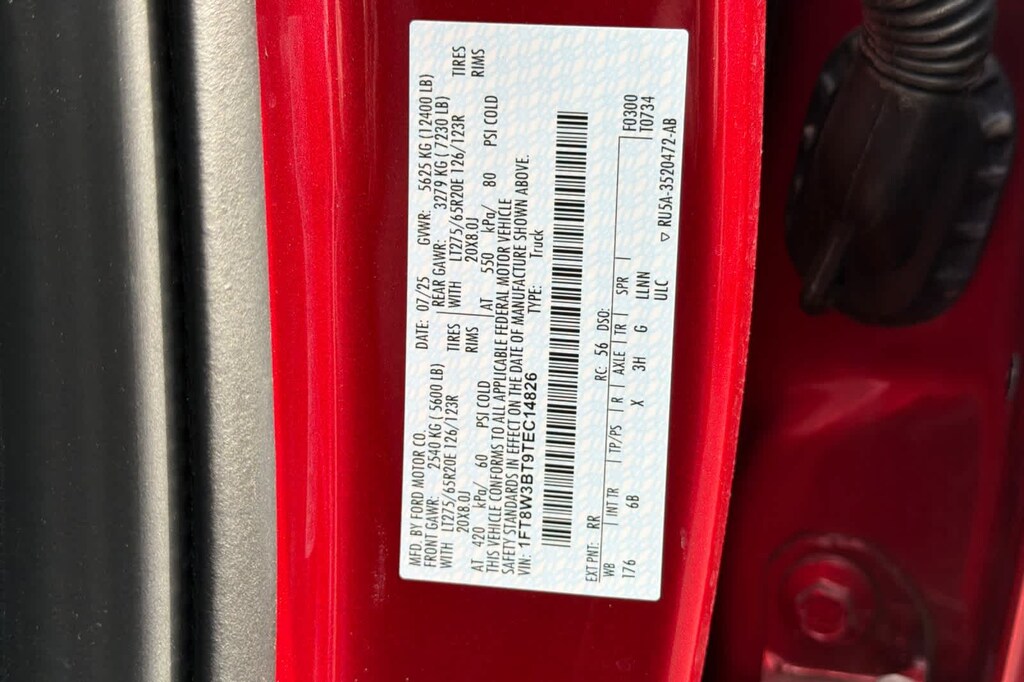 MFD. BY FORD MOTOR CO.
DATE: 07/25 GVWR: 5625 KG (12400 LB)
FRONT GAWR: 2540 KG ( 5600 LB) REAR GAWR: 3279 KG ( 7230 LB)
WITH LT275/65R20E 126/123R TIRES WITH LT275/65R20E 126/123R TIRES
20X8.0J RIMS 20X8.0J RIMS
AT 420 kPa/ 60 PSI COLD AT 550 kPa/ 80 PSI COLD
THIS VEHICLE CONFORMS TO ALL APPLICABLE FEDERAL MOTOR VEHICLE
SAFETY STANDARDS IN EFFECT ON THE DATE OF MANUFACTURE SHOWN ABOVE.
VIN: 1FT8W3BT9TEC14826 TYPE: Truck
EXT PNT: RR RC: 56 DSO: F0300
WB INT TR TP/PS R AXLE TR SPR T0734
176 6B X 3H G LLNN
ULC ▽ RU5A-3520472-AB